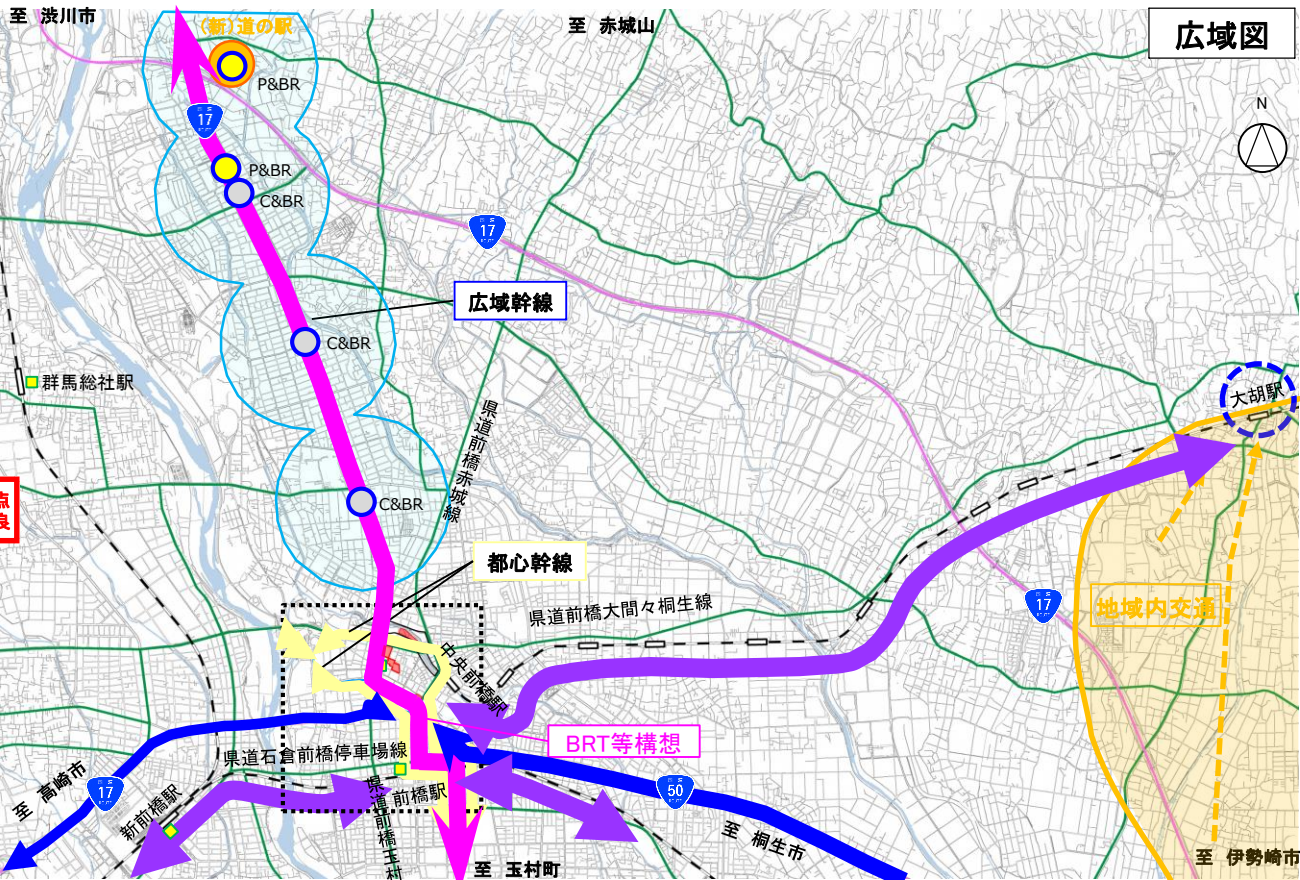 至 渋川市
(新)道の駅
至 赤城山
広域図
P&BR
N
17
P&BR
C&BR
17
広域幹線
C&BR
群馬総社駅
大胡駅
県道前橋赤城線
C&BR
都心幹線
県道前橋大間々桐生線
17
地域内交通
中央前橋駅
BRT等構想
県道石倉前橋停車場線
至 高崎市
17
新前橋駅
前橋駅
県道前橋玉村
50
至 桐生市
至 玉村町
至 伊勢崎市